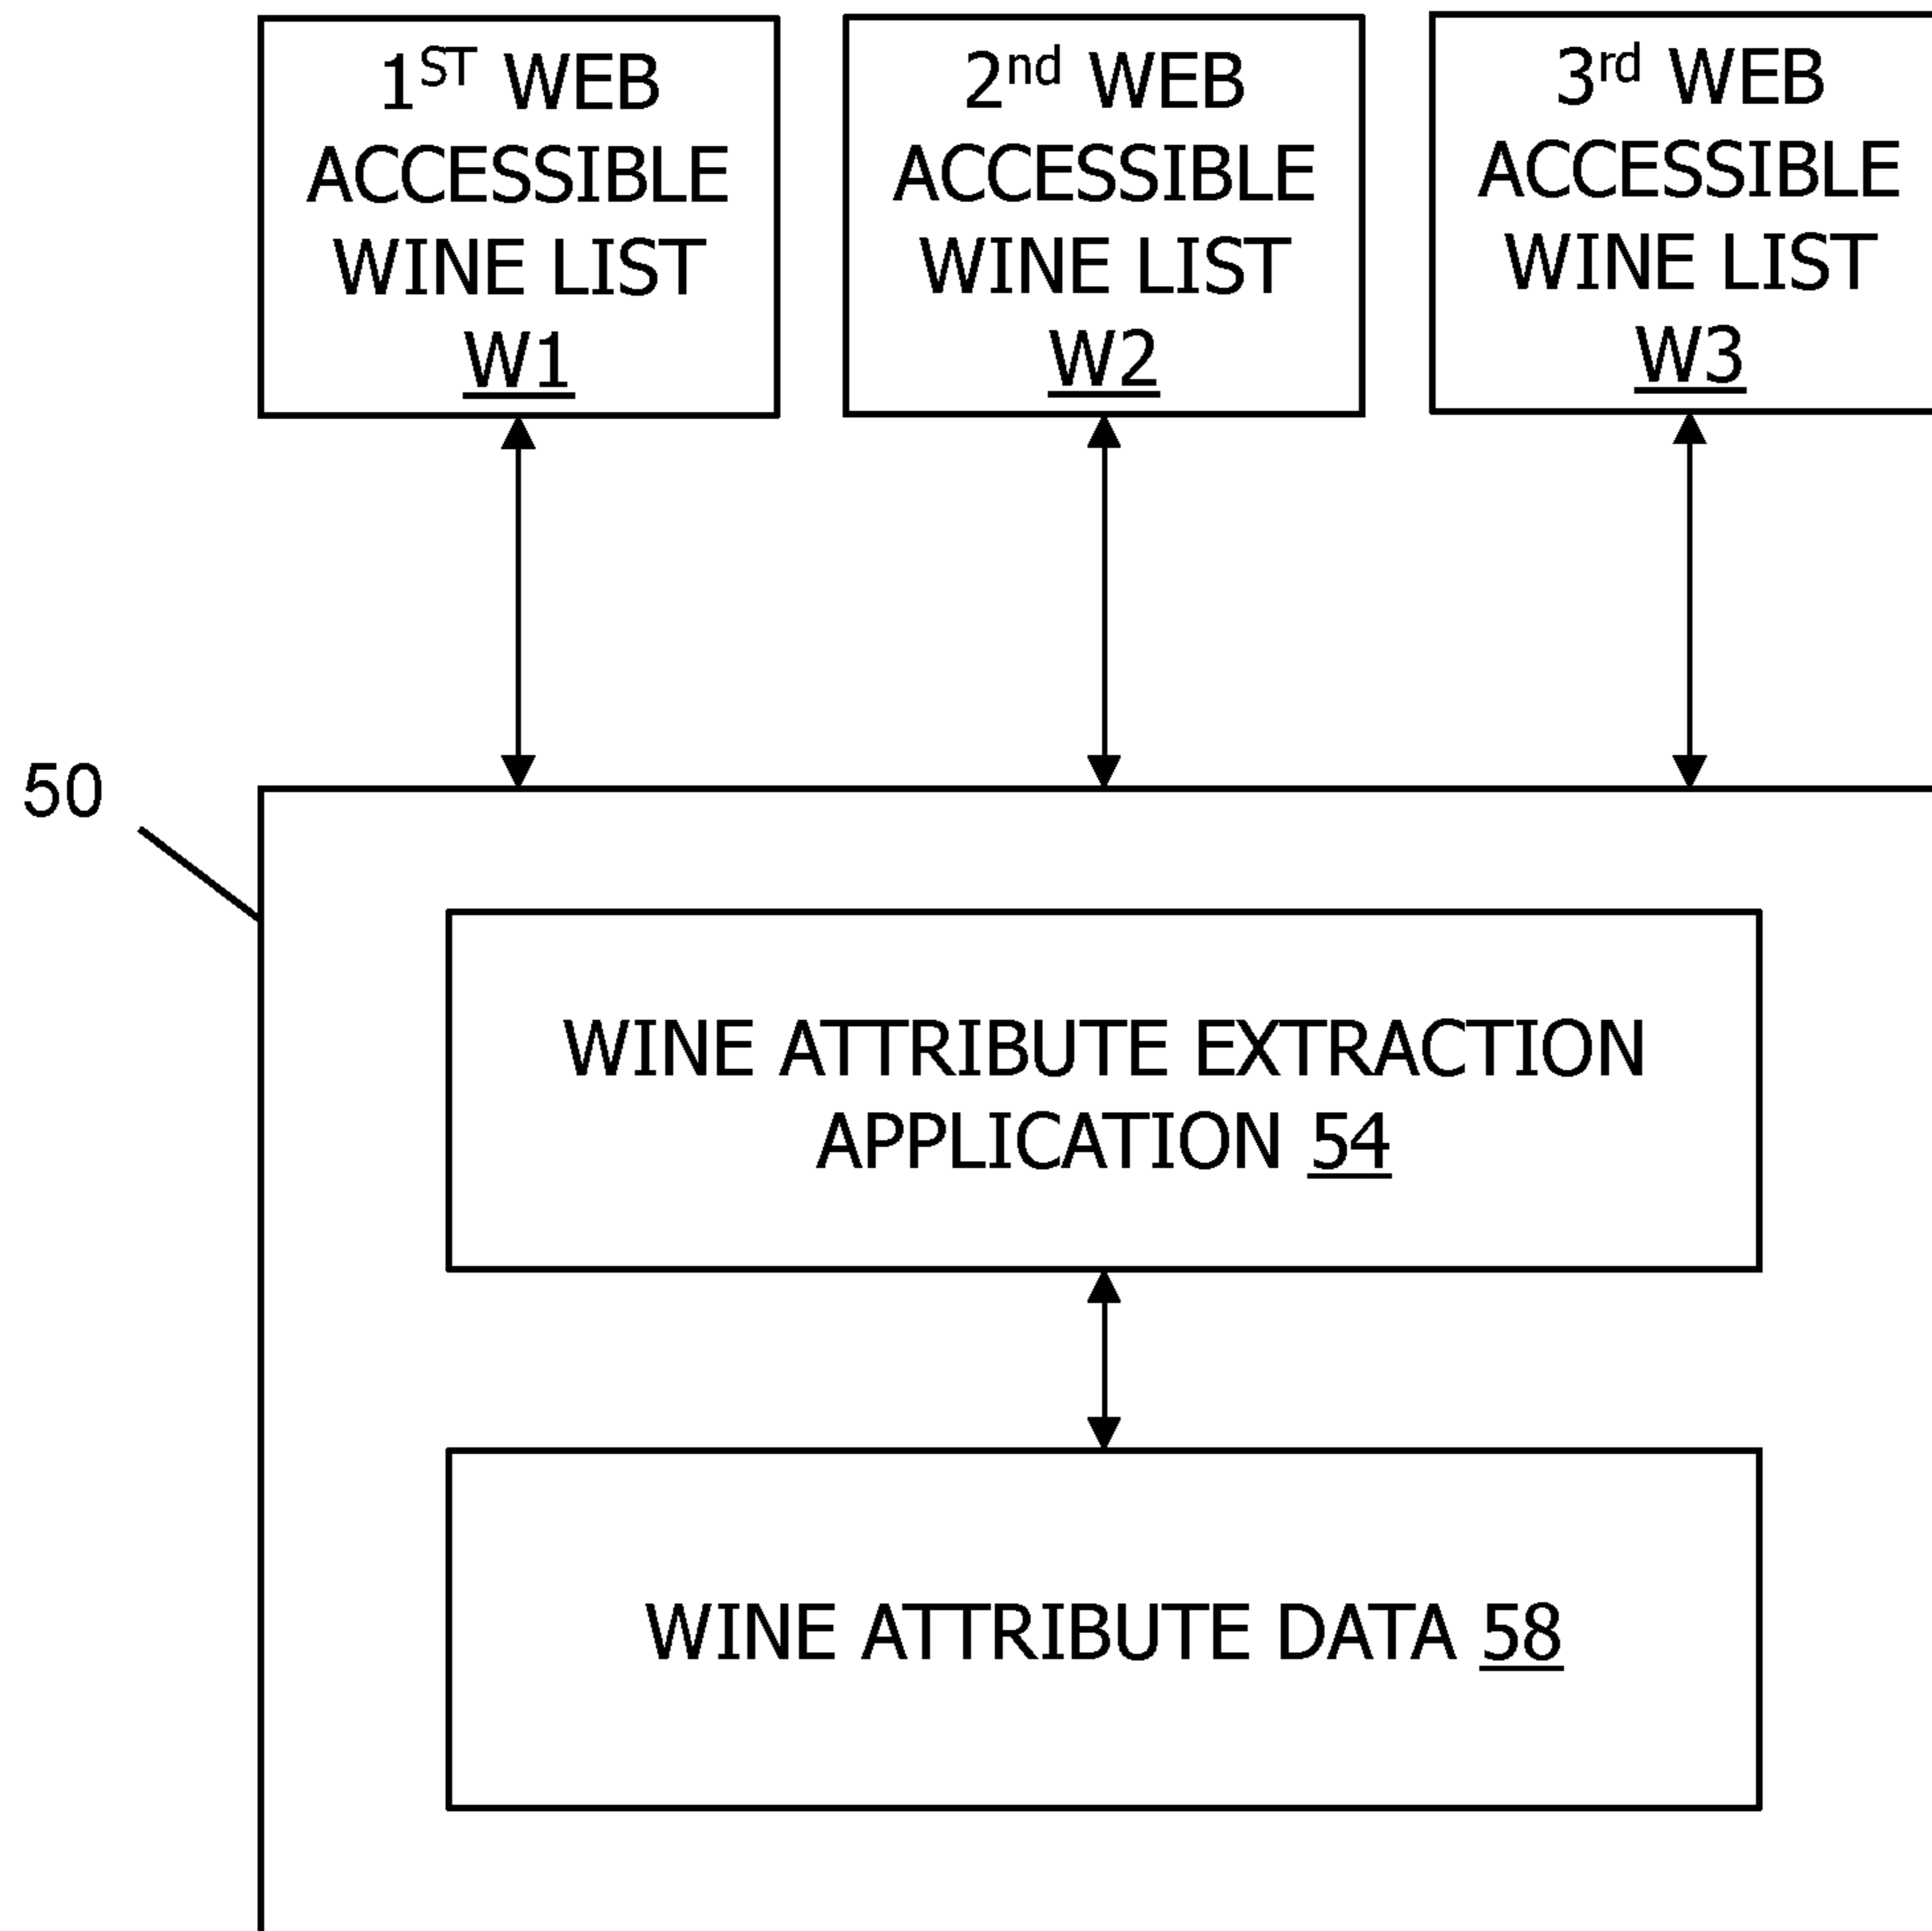 1ST WEB
ACCESSIBLE
WINE LIST
W1
2nd WEB
ACCESSIBLE
WINE LIST
W2
3rd WEB
ACCESSIBLE
WINE LIST
W3
50
WINE ATTRIBUTE EXTRACTION
APPLICATION 54
WINE ATTRIBUTE DATA 58